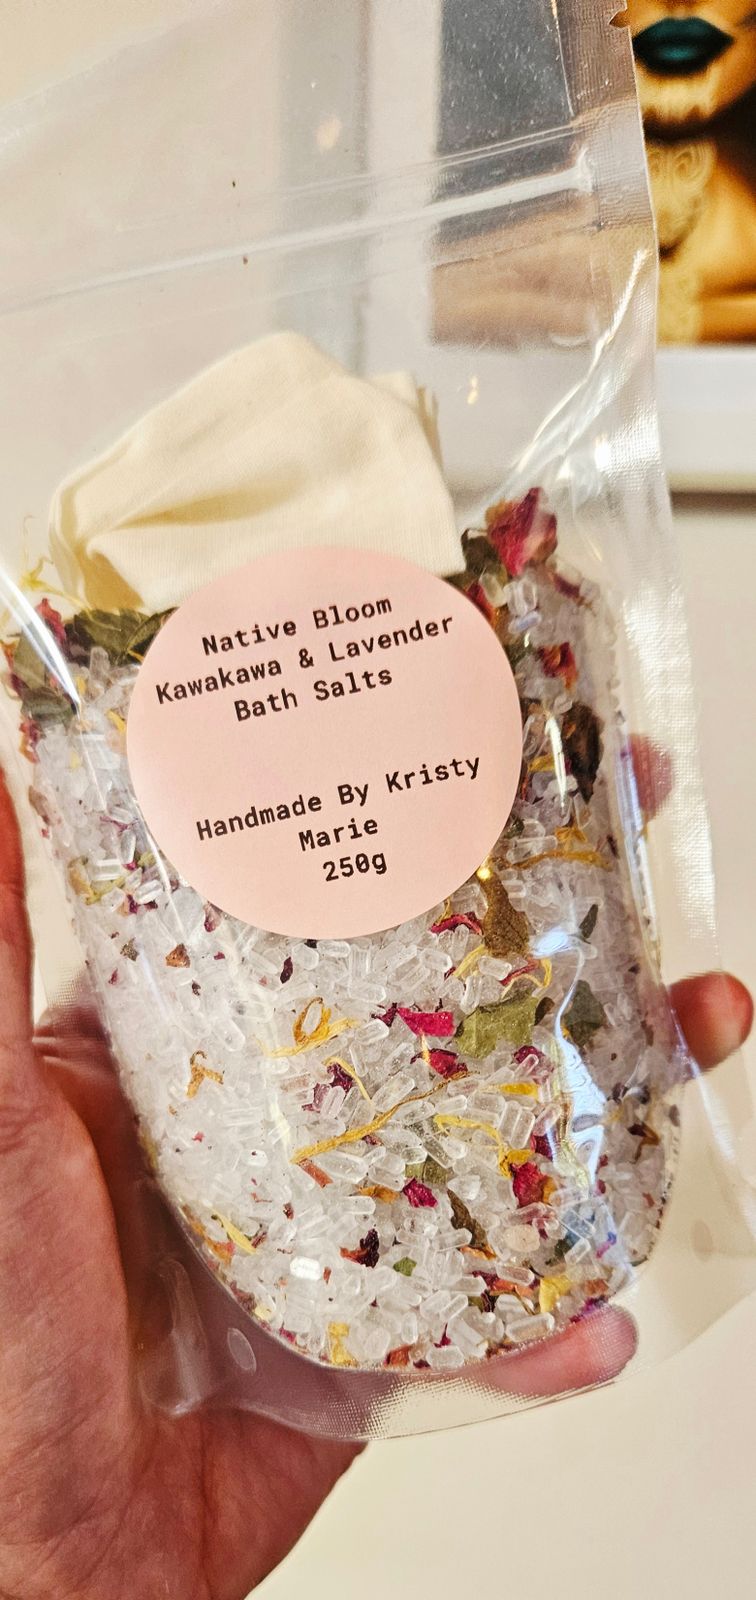 Native Bloom
Kawakawa & Lavender
Bath Salts
Handmade By Kristy
Marie
250g